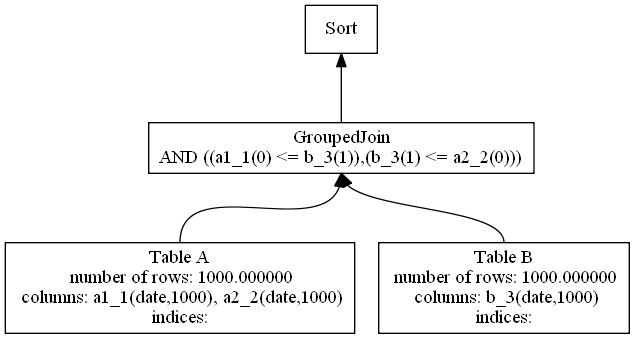 Sort
GroupedJoin
AND ((a1_1(0) <= b_3(1)),(b_3(1) <= a2_2(0)))
Table A
number of rows: 1000.000000
columns: a1_1(date,1000), a2_2(date,1000)
indices:
Table B
number of rows: 1000.000000
columns: b_3(date,1000)
indices: